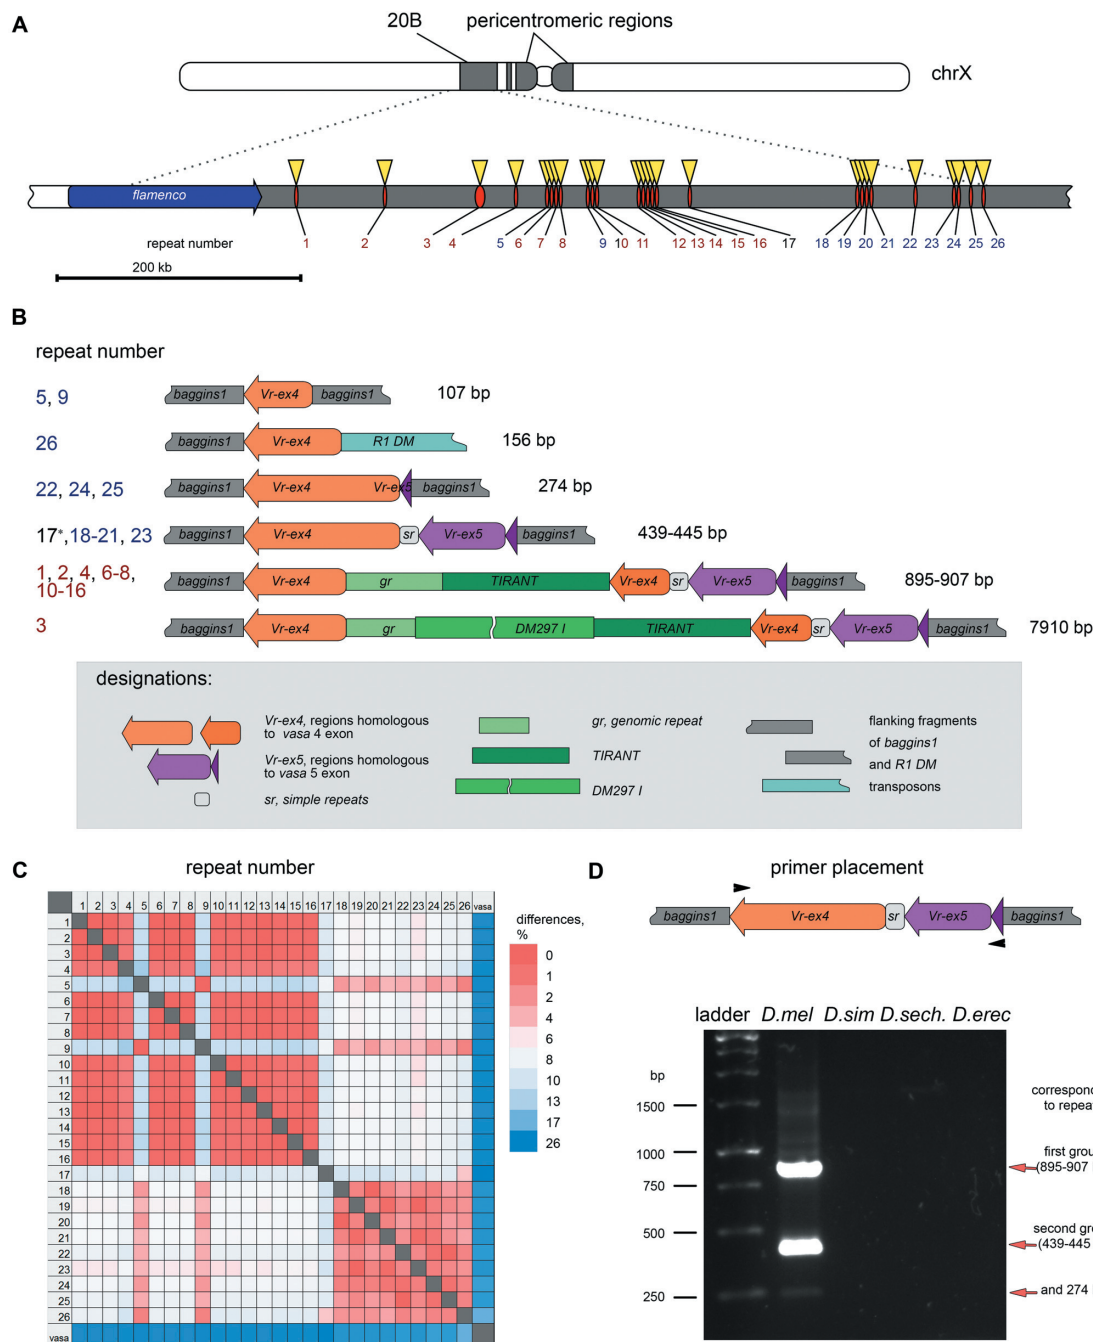 A
20B
pericentromeric regions
chrX
flamenco
repeat number
1 2 3 4 5 6 7 8 9 10 11 12 13 14 15 16 17 18 19 20 21 22 23 24 25 26
200 kb
B
repeat number
5, 9
baggins1 Vr-ex4 baggins1
107 bp
26
baggins1 Vr-ex4 R1 DM
156 bp
22, 24, 25
baggins1 Vr-ex4 Vr-ex5 baggins1
274 bp
17*,18-21, 23
baggins1 Vr-ex4 sr Vr-ex5 baggins1
439-445 bp
1, 2, 4, 6-8,
10-16
baggins1 Vr-ex4 gr TIRANT Vr-ex4 sr Vr-ex5 baggins1
895-907 bp
3
baggins1 Vr-ex4 gr DM297 I TIRANT Vr-ex4 sr Vr-ex5 baggins1
7910 bp
designations:
Vr-ex4, regions homologous
to vasa 4 exon
Vr-ex5, regions homologous
to vasa 5 exon
sr, simple repeats
gr, genomic repeat
TIRANT
DM297 I
flanking fragments
of baggins1
and R1 DM
transposons
C
repeat number
1 2 3 4 5 6 7 8 9 10 11 12 13 14 15 16 17 18 19 20 21 22 23 24 25 26 vasa
1
2
3
4
5
6
7
8
9
10
11
12
13
14
15
16
17
18
19
20
21
22
23
24
25
26
vasa
differences,
%
0
1
2
4
6
8
10
13
17
26
D
primer placement
baggins1 Vr-ex4 sr Vr-ex5 baggins1
ladder D.mel D.sim D.sech. D.erec
bp
1500
1000
750
500
250
correspond
to repea
first grou
(895-907
second gro
(439-445
and 274